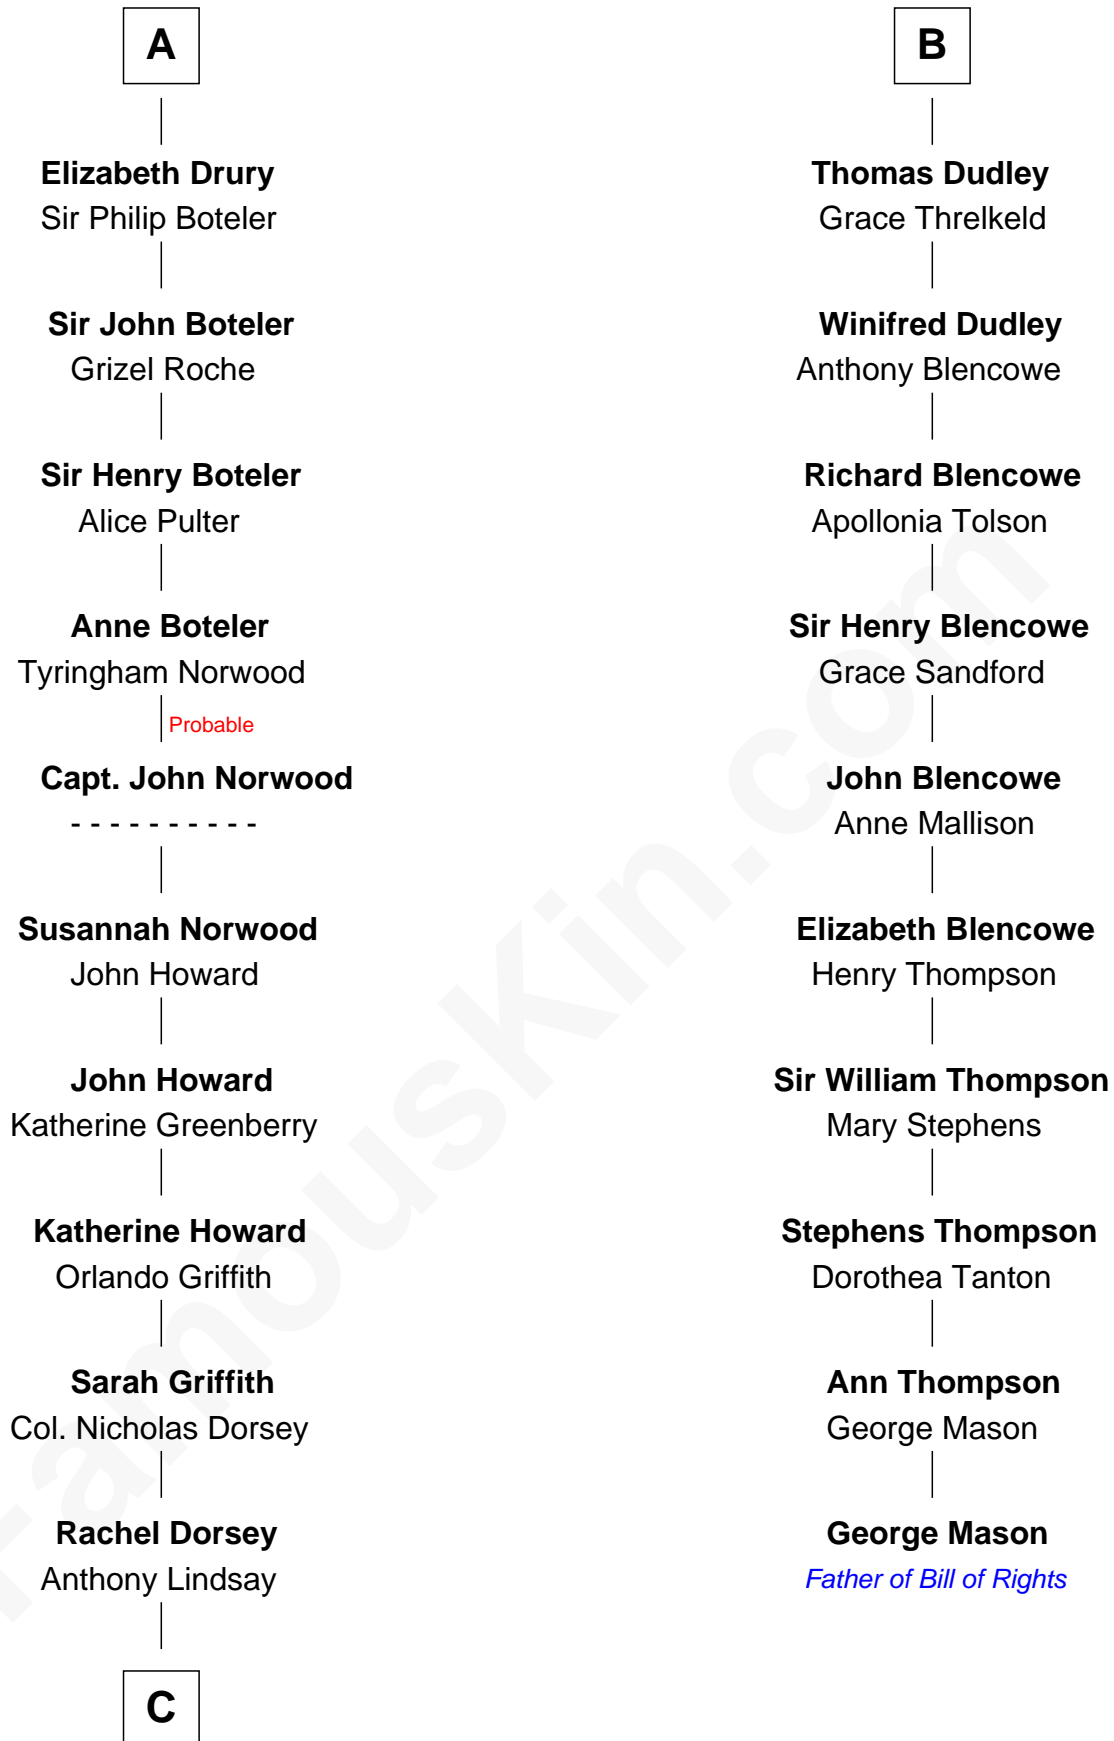 A
Elizabeth Drury
Sir Philip Boteler
Sir John Boteler
Grizel Roche
Sir Henry Boteler
Alice Pulter
Anne Boteler
Tyringham Norwood
Probable
Capt. John Norwood
- - - - - - - - - -
Susannah Norwood
John Howard
John Howard
Katherine Greenberry
Katherine Howard
Orlando Griffith
Sarah Griffith
Col. Nicholas Dorsey
Rachel Dorsey
Anthony Lindsay
C
B
Thomas Dudley
Grace Threlkeld
Winifred Dudley
Anthony Blencowe
Richard Blencowe
Apollonia Tolson
Sir Henry Blencowe
Grace Sandford
John Blencowe
Anne Mallison
Elizabeth Blencowe
Henry Thompson
Sir William Thompson
Mary Stephens
Stephens Thompson
Dorothea Tanton
Ann Thompson
George Mason
George Mason
Father of Bill of Rights
FamousKin.com